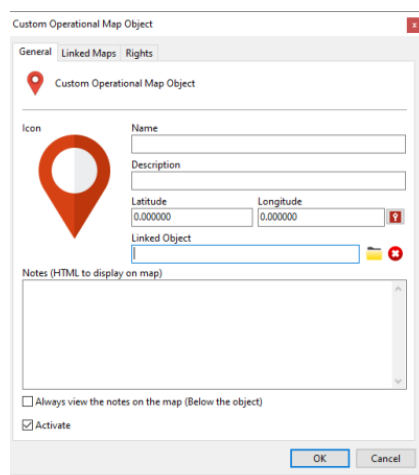 Custom Operational Map Object
x
General Linked Maps Rights
Custom Operational Map Object
Icon
Name
Description
Latitude Longitude
0.000000 0.000000
Linked Object
Notes (HTML to display on map)
Always view the notes on the map (Below the object)
Activate
OK Cancel